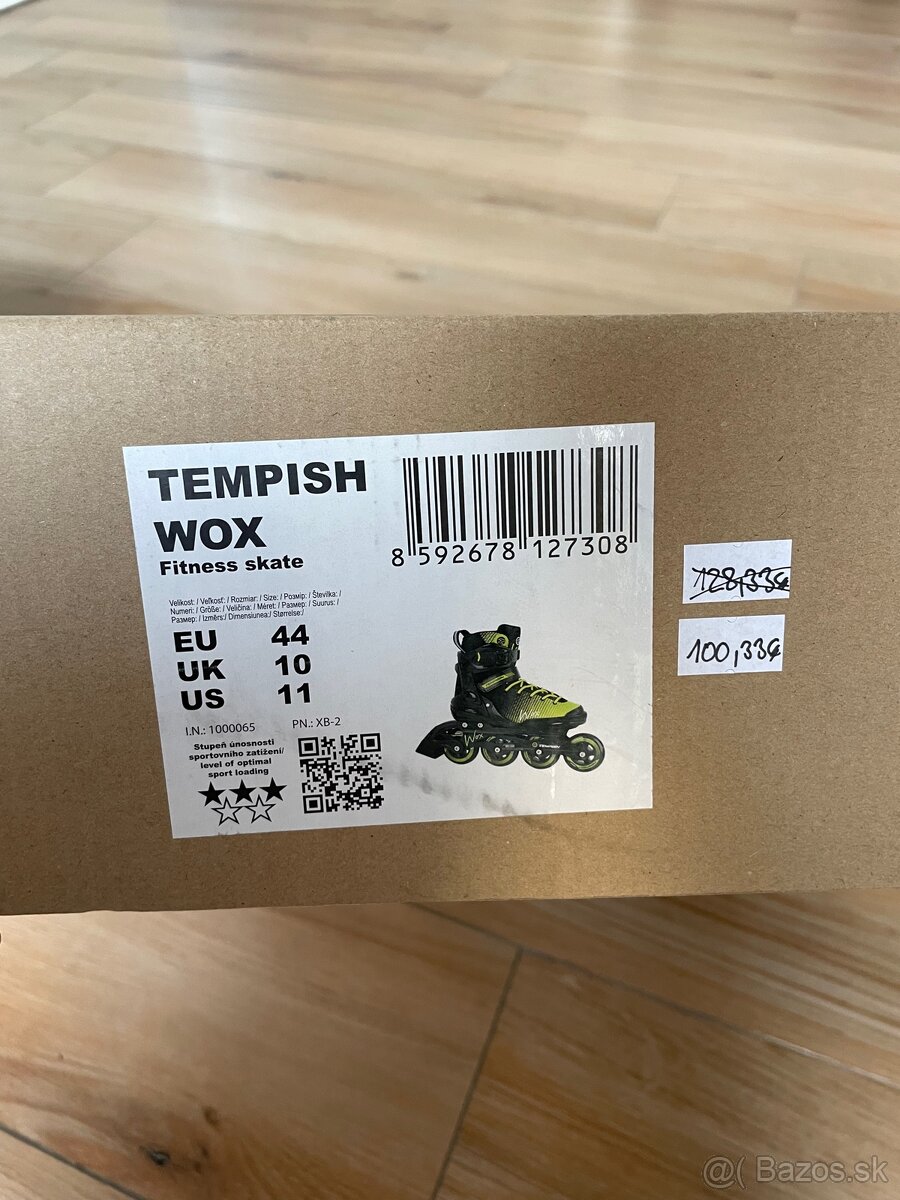 TEMPISH
WOX
Fitness skate
8 592678 127308
Velikost: / Veľkosť: / Rozmiar: / Size: / Розмір: / Številka: /
Numeri: / Größe: / Veličina: / Méret: / Размер: / Suurus: /
Размер: / Izmērs: Dimensiunea:/ Størrelse:/
EU 44
UK 10
US 11
I.N.: 1000065 PN.: XB-2
Stupeň únosnosti
sportovního zatížení/
level of optimal
sport loading
128,33€
100,33€
Wox
TEMPISH
@( Bazos.sk